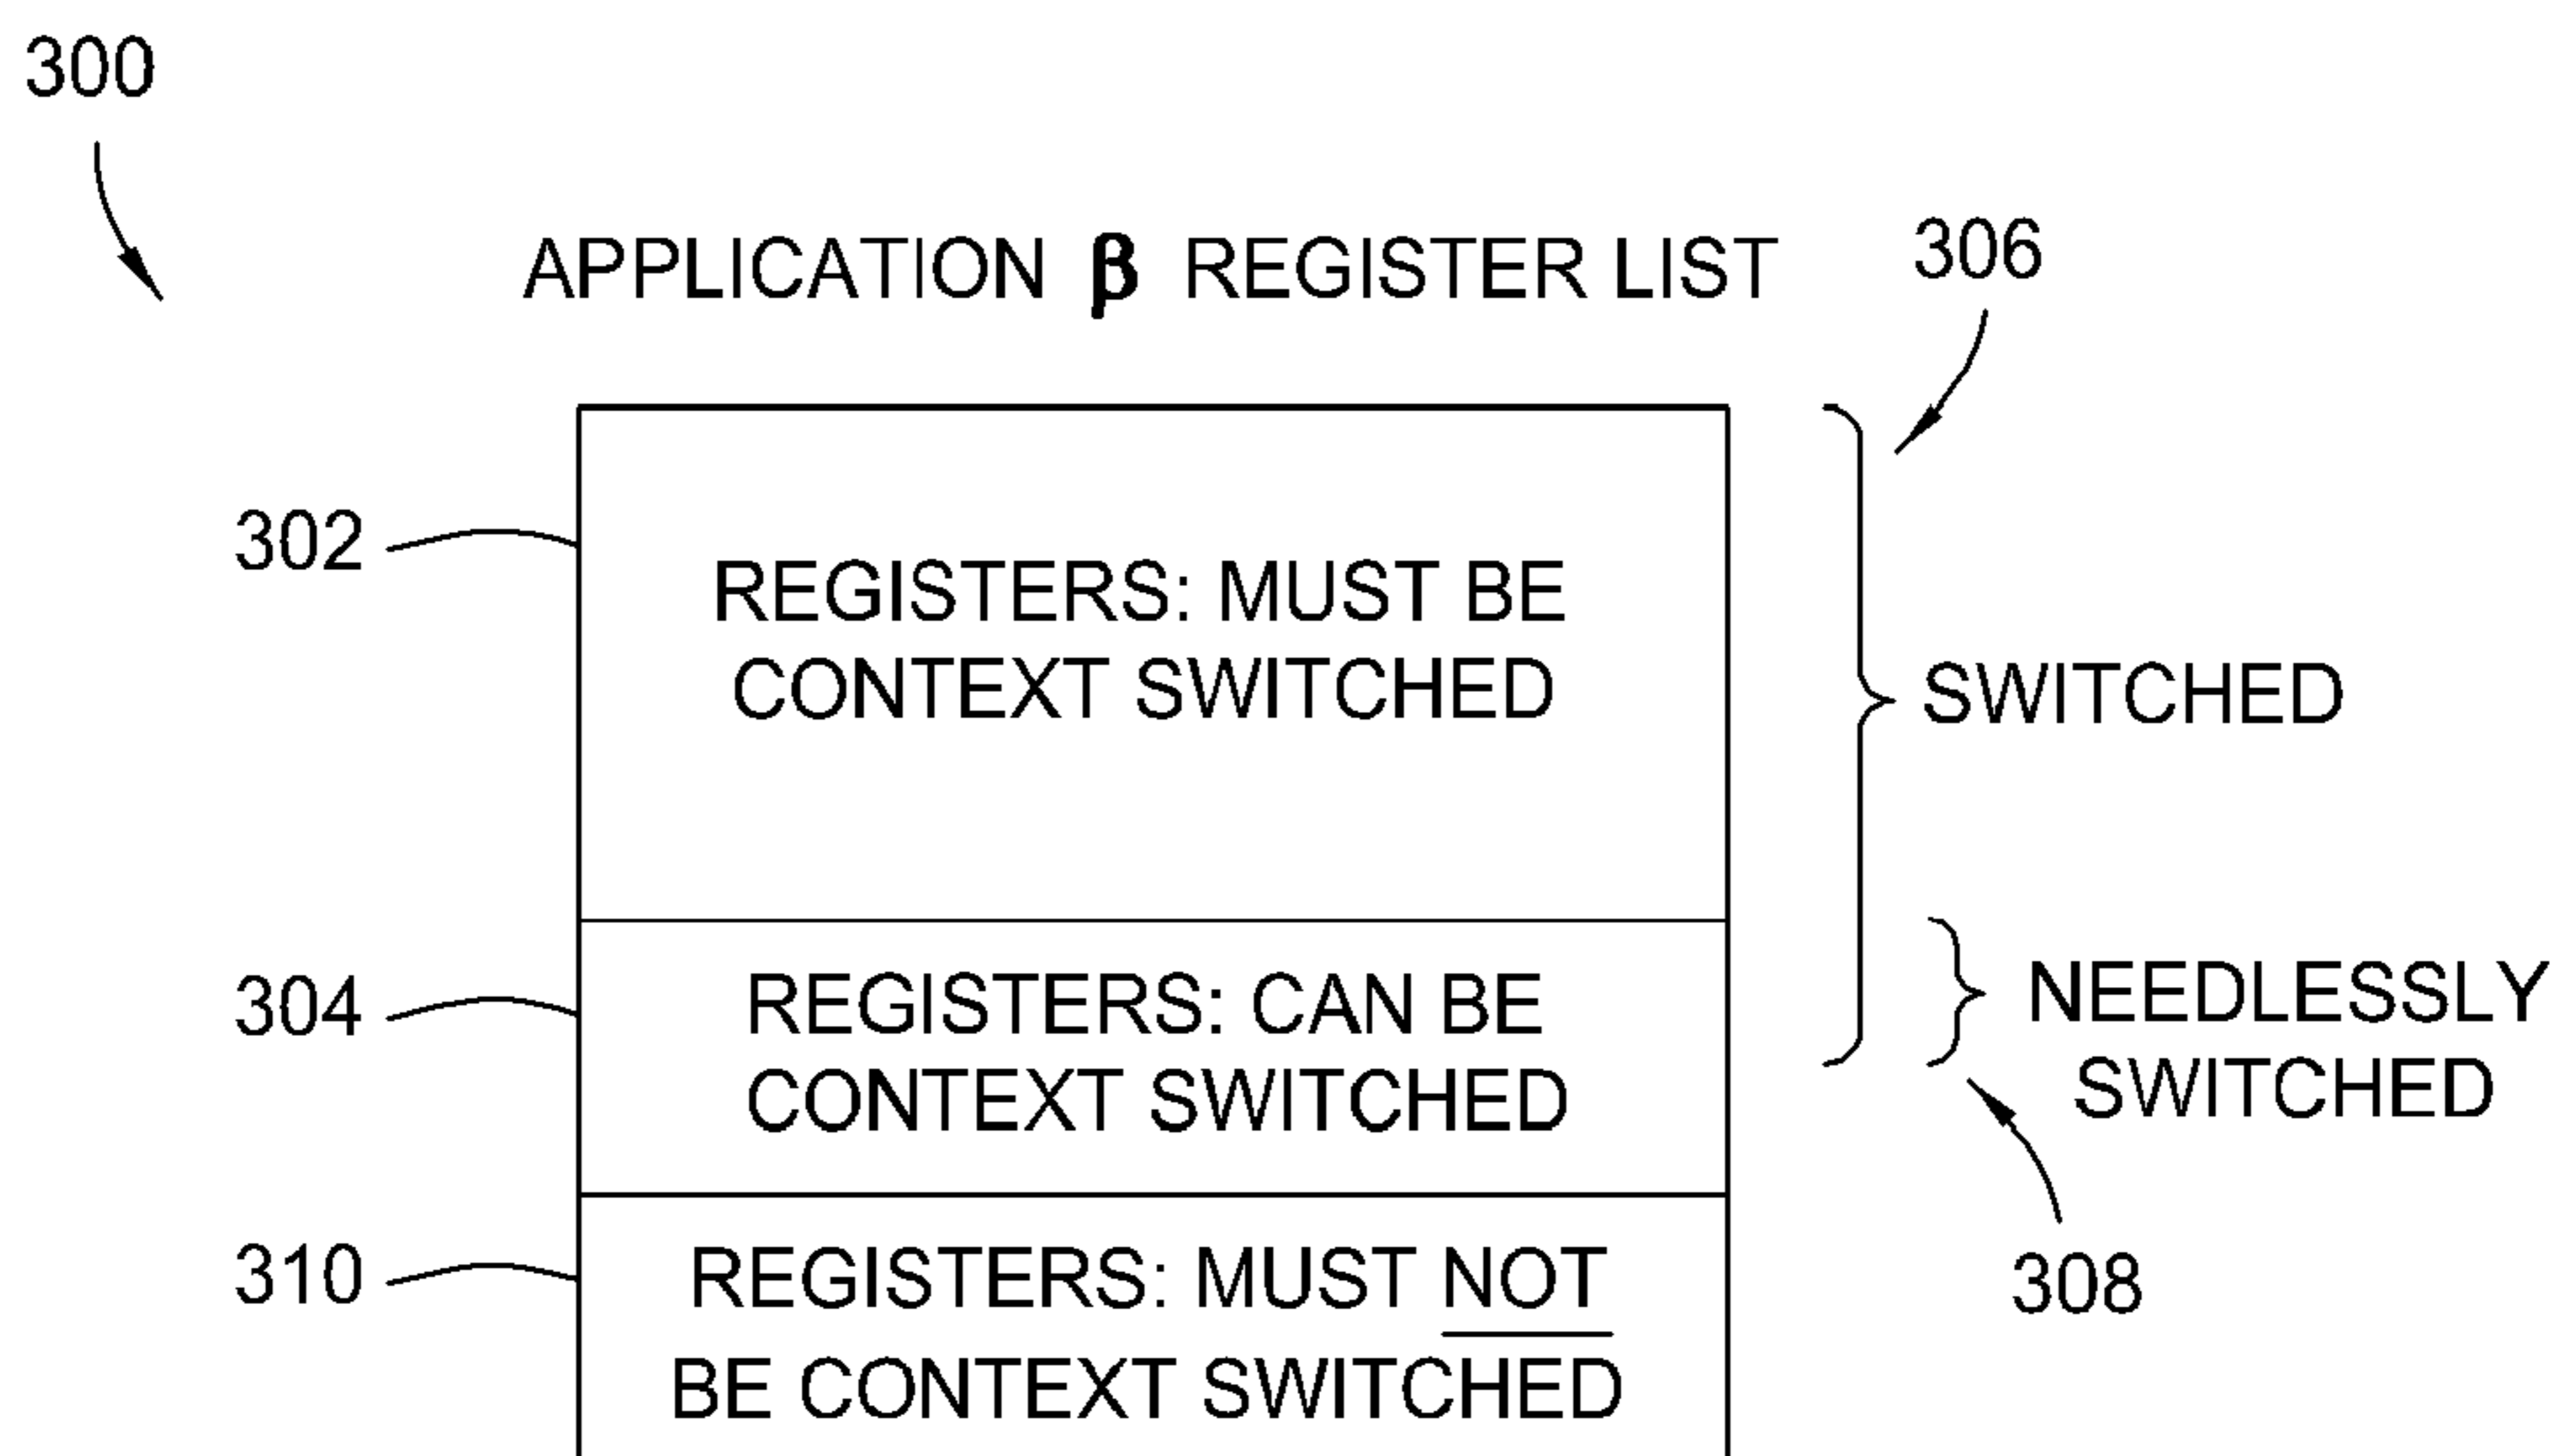 300
APPLICATION β REGISTER LIST
306
302
REGISTERS: MUST BE
CONTEXT SWITCHED
SWITCHED
304
REGISTERS: CAN BE
CONTEXT SWITCHED
NEEDLESSLY
SWITCHED
308
310
REGISTERS: MUST NOT
BE CONTEXT SWITCHED